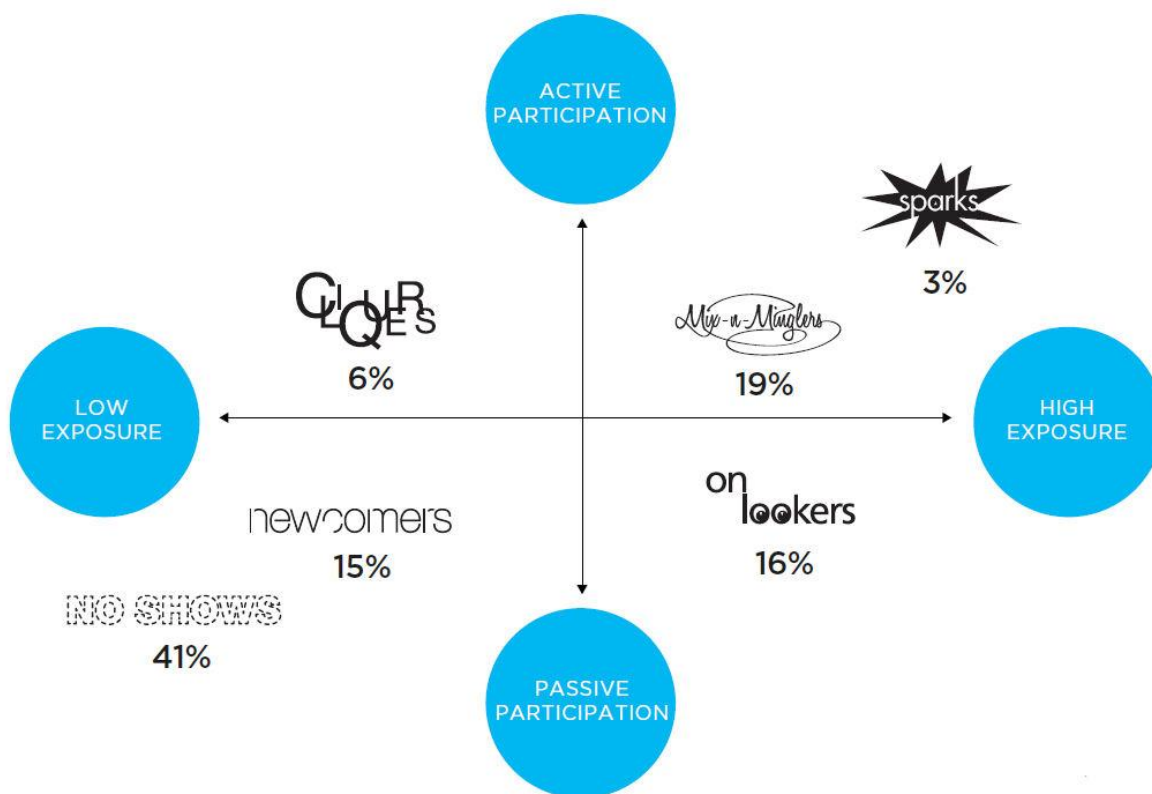 ACTIVE
PARTICIPATION
sparks
3%
CLIQUERS
6%
Mix-n-Minglers
19%
LOW
EXPOSURE
HIGH
EXPOSURE
newcomers
15%
on
lookers
16%
NO SHOWS
41%
PASSIVE
PARTICIPATION